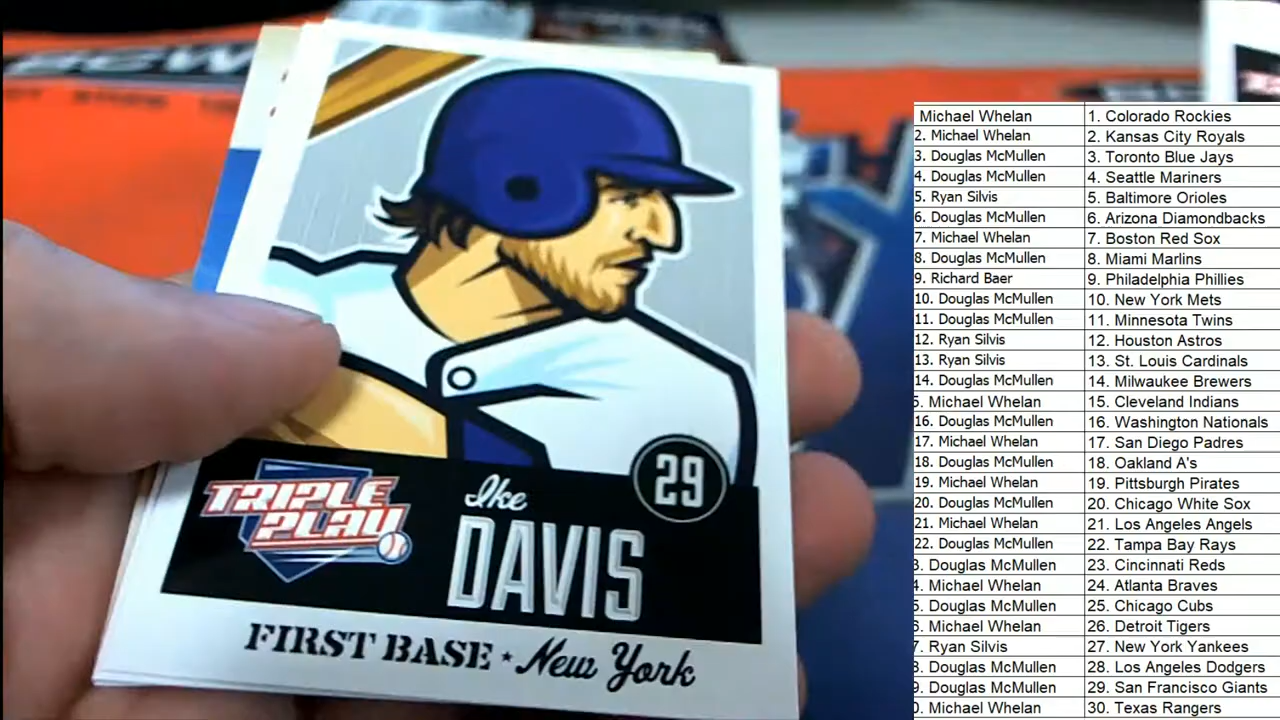 BCW
29
TRIPLE
PLAY
Ike
DAVIS
FIRST BASE ★ New York
Michael Whelan 1. Colorado Rockies
2. Michael Whelan 2. Kansas City Royals
3. Douglas McMullen 3. Toronto Blue Jays
4. Douglas McMullen 4. Seattle Mariners
5. Ryan Silvis 5. Baltimore Orioles
6. Douglas McMullen 6. Arizona Diamondbacks
7. Michael Whelan 7. Boston Red Sox
8. Douglas McMullen 8. Miami Marlins
9. Richard Baer 9. Philadelphia Phillies
10. Douglas McMullen 10. New York Mets
11. Douglas McMullen 11. Minnesota Twins
12. Ryan Silvis 12. Houston Astros
13. Ryan Silvis 13. St. Louis Cardinals
14. Douglas McMullen 14. Milwaukee Brewers
5. Michael Whelan 15. Cleveland Indians
16. Douglas McMullen 16. Washington Nationals
17. Michael Whelan 17. San Diego Padres
18. Douglas McMullen 18. Oakland A's
19. Michael Whelan 19. Pittsburgh Pirates
20. Douglas McMullen 20. Chicago White Sox
21. Michael Whelan 21. Los Angeles Angels
22. Douglas McMullen 22. Tampa Bay Rays
3. Douglas McMullen 23. Cincinnati Reds
4. Michael Whelan 24. Atlanta Braves
5. Douglas McMullen 25. Chicago Cubs
6. Michael Whelan 26. Detroit Tigers
7. Ryan Silvis 27. New York Yankees
8. Douglas McMullen 28. Los Angeles Dodgers
9. Douglas McMullen 29. San Francisco Giants
0. Michael Whelan 30. Texas Rangers